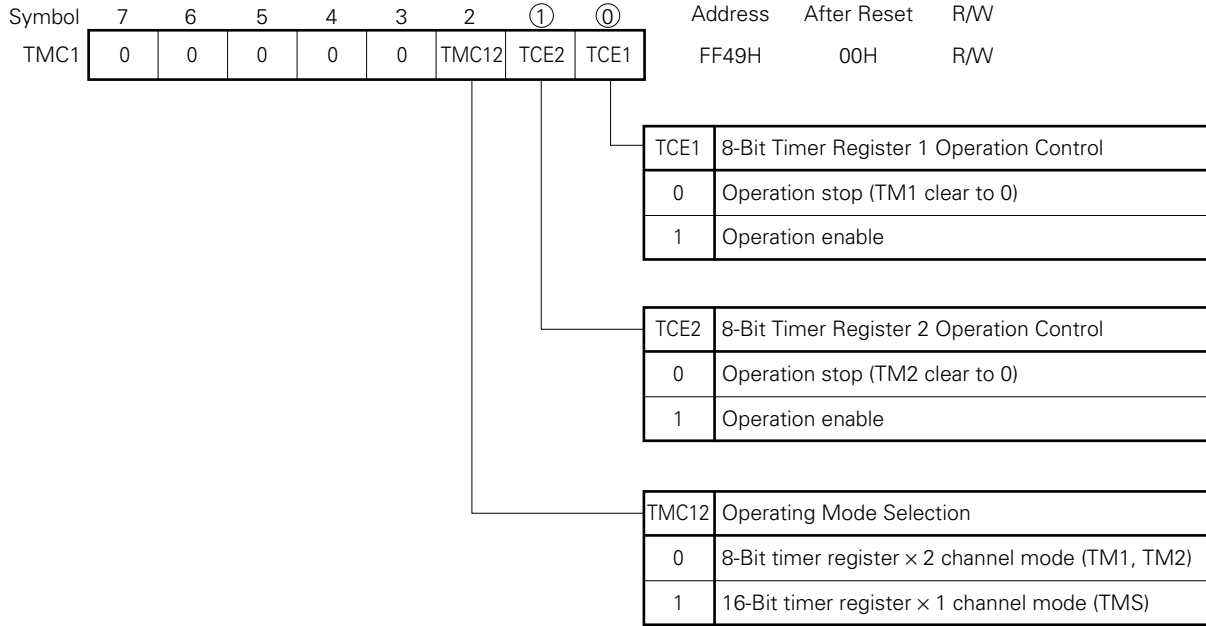 Symbol 7 6 5 4 3 2 1 0 Address After Reset R/W
TMC1 0 0 0 0 0 TMC12 TCE2 TCE1 FF49H 00H R/W
TCE1 8-Bit Timer Register 1 Operation Control
0 Operation stop (TM1 clear to 0)
1 Operation enable
TCE2 8-Bit Timer Register 2 Operation Control
0 Operation stop (TM2 clear to 0)
1 Operation enable
TMC12 Operating Mode Selection
0 8-Bit timer register × 2 channel mode (TM1, TM2)
1 16-Bit timer register × 1 channel mode (TMS)